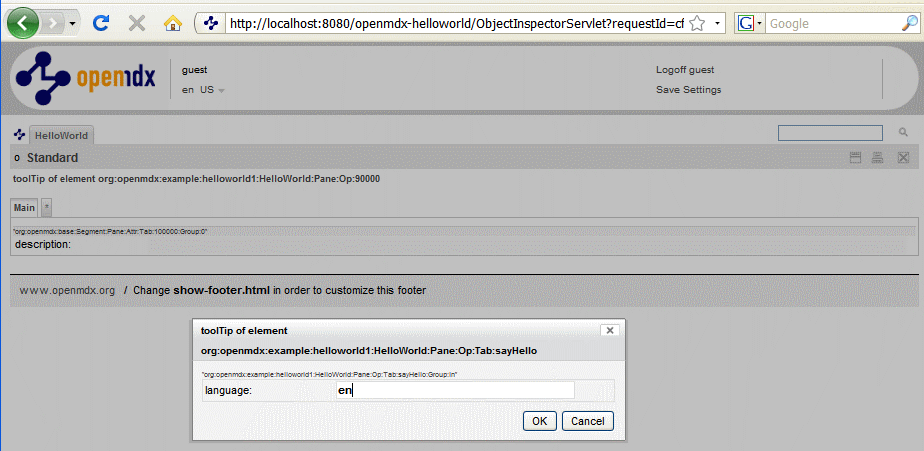 http://localhost:8080/openmdx-helloworld/ObjectInspectorServlet?requestId=cf
G Google
openmdx
guest
Logoff guest
en US
Save Settings
HelloWorld
o Standard
toolTip of element org:openmdx:example:helloworld1:HelloWorld:Pane:Op:90000
Main *
"org:openmdx:base:Segment:Pane:Attr:Tab:100000:Group:0"
description:
www.openmdx.org / Change show-footer.html in order to customize this footer
toolTip of element
org:openmdx:example:helloworld1:HelloWorld:Pane:Op:Tab:sayHello
"org:openmdx:example:helloworld1:HelloWorld:Pane:Op:Tab:sayHello:Group:In"
language: en
OK Cancel